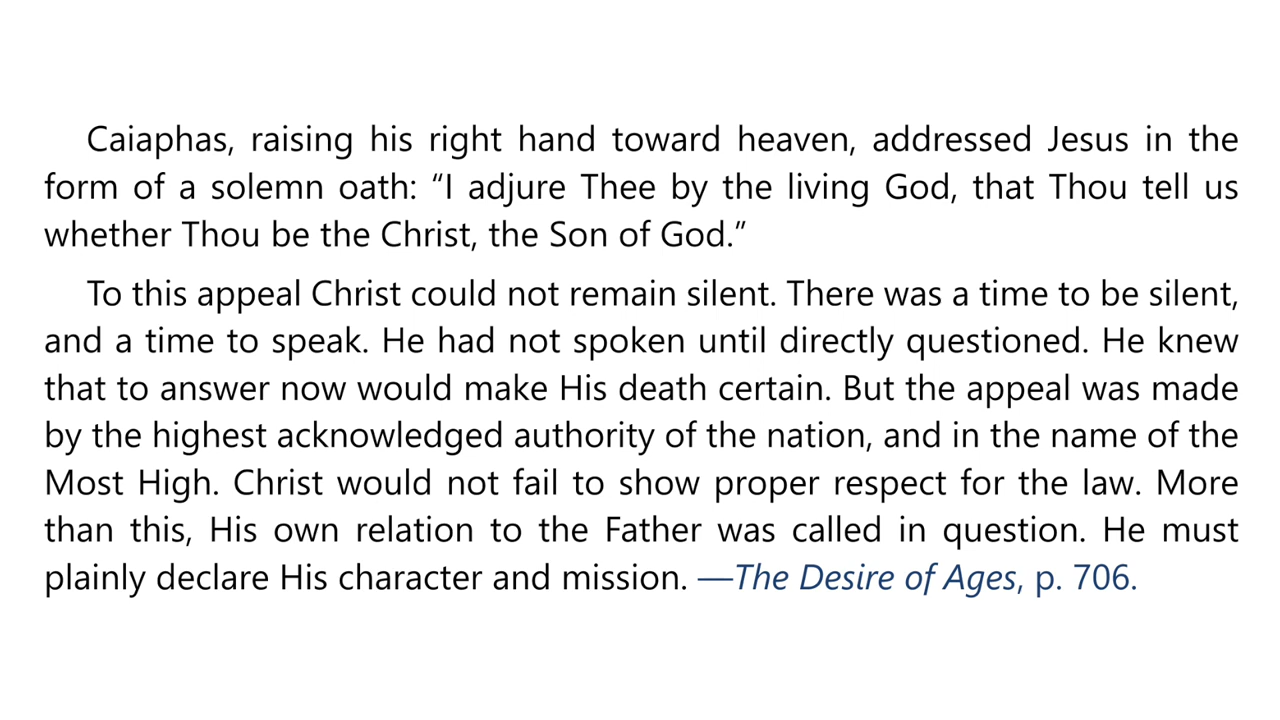 Caiaphas, raising his right hand toward heaven, addressed Jesus in the
form of a solemn oath: “I adjure Thee by the living God, that Thou tell us
whether Thou be the Christ, the Son of God.”
To this appeal Christ could not remain silent. There was a time to be silent,
and a time to speak. He had not spoken until directly questioned. He knew
that to answer now would make His death certain. But the appeal was made
by the highest acknowledged authority of the nation, and in the name of the
Most High. Christ would not fail to show proper respect for the law. More
than this, His own relation to the Father was called in question. He must
plainly declare His character and mission. —The Desire of Ages, p. 706.